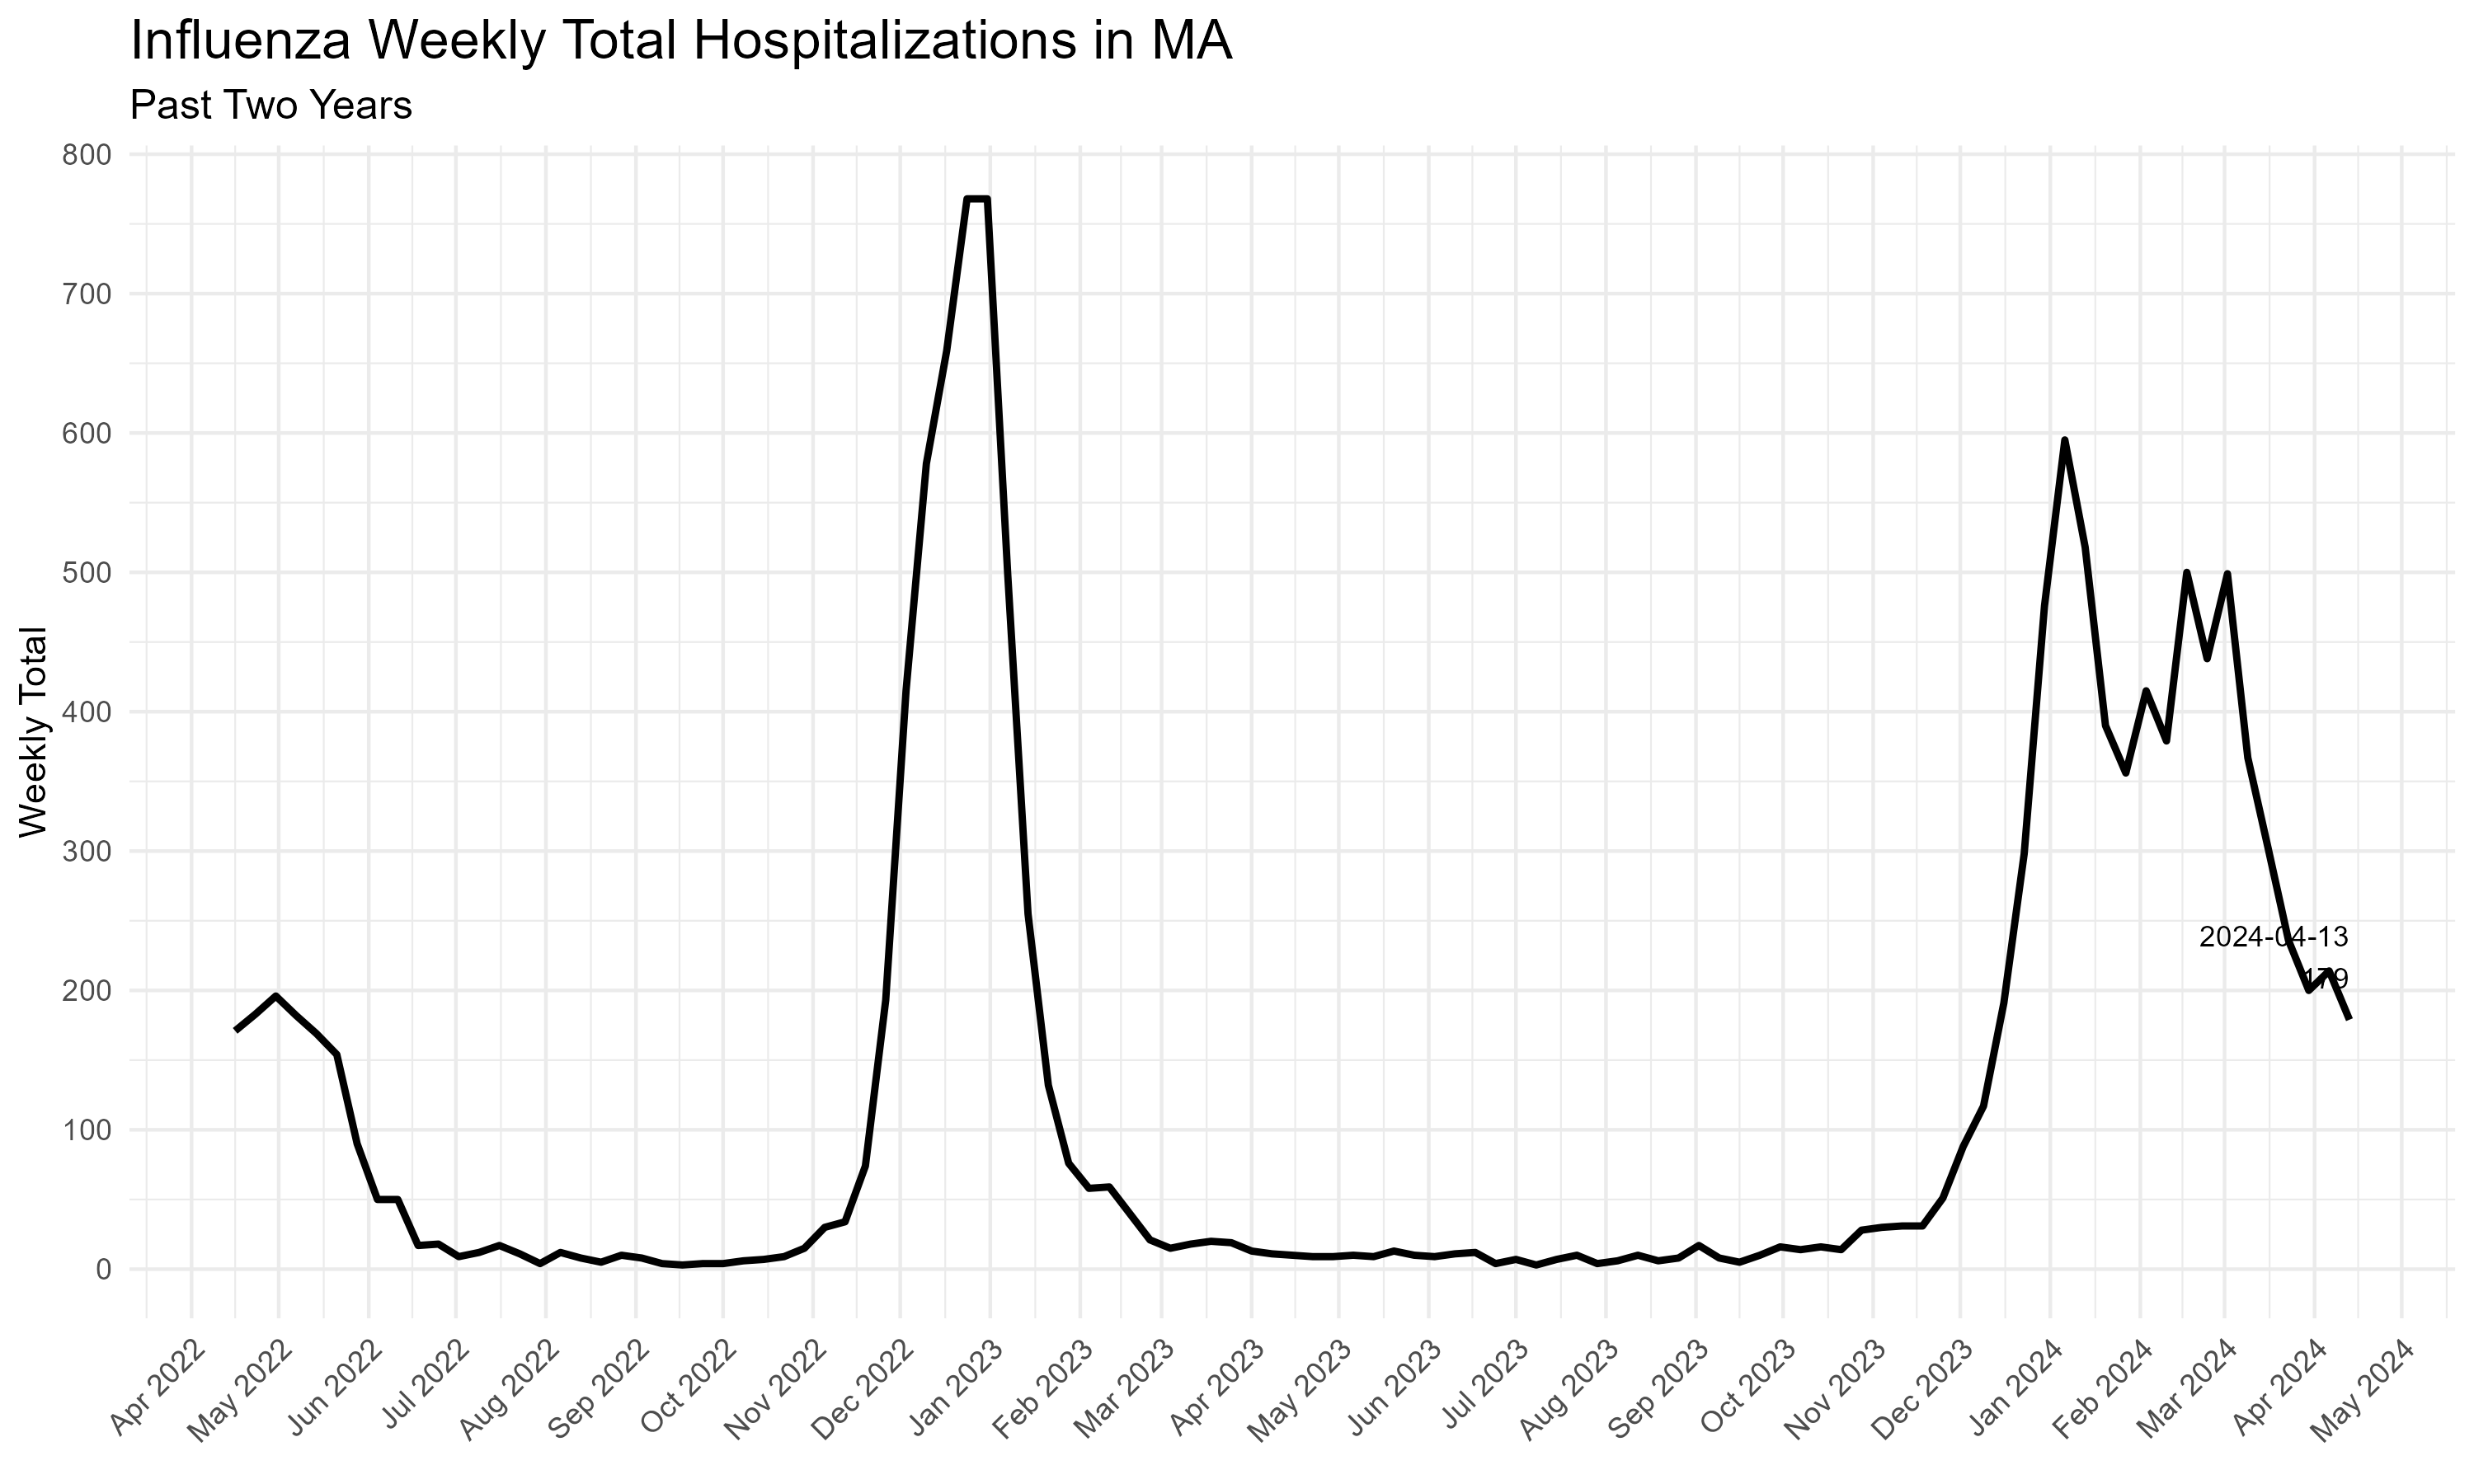 Influenza Weekly Total Hospitalizations in MA
Past Two Years
Weekly Total
800
700
600
500
400
300
200
100
0
2024-04-13
179
Apr 2022
May 2022
Jun 2022
Jul 2022
Aug 2022
Sep 2022
Oct 2022
Nov 2022
Dec 2022
Jan 2023
Feb 2023
Mar 2023
Apr 2023
May 2023
Jun 2023
Jul 2023
Aug 2023
Sep 2023
Oct 2023
Nov 2023
Dec 2023
Jan 2024
Feb 2024
Mar 2024
Apr 2024
May 2024